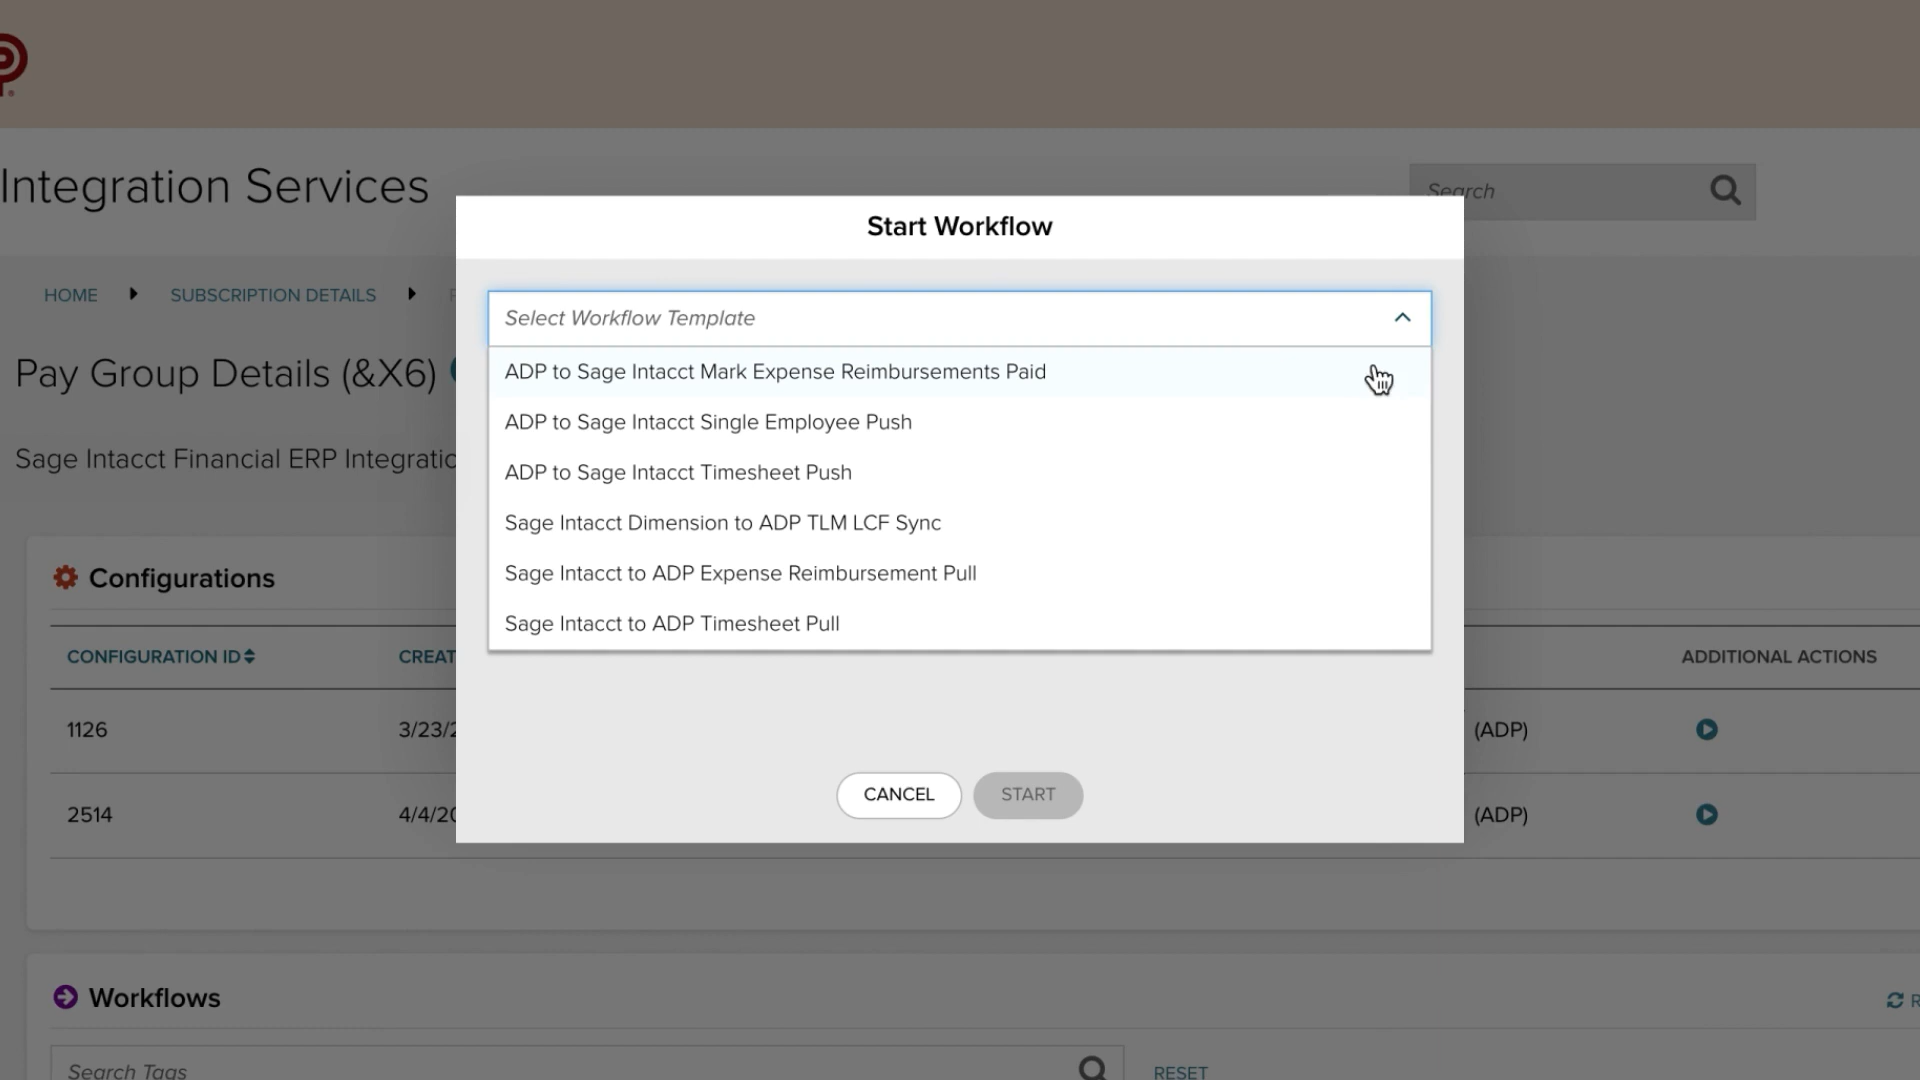 Integration Services
Search
Start Workflow
HOME
SUBSCRIPTION DETAILS
Select Workflow Template
Pay Group Details (&X6)
ADP to Sage Intacct Mark Expense Reimbursements Paid
ADP to Sage Intacct Single Employee Push
Sage Intacct Financial ERP
ADP to Sage Intacct Timesheet Push
Sage Intacct Dimension to ADP TLM LCF Sync
Sage Intacct to ADP Expense Reimbursement Pull
Sage Intacct to ADP Timesheet Pull
Configurations
CONFIGURATION ID
ADDITIONAL ACTIONS
1126
3/23/2
(ADP)
CANCEL
START
2514
4/4/20
(ADP)
Workflows
Search Tags
RESET